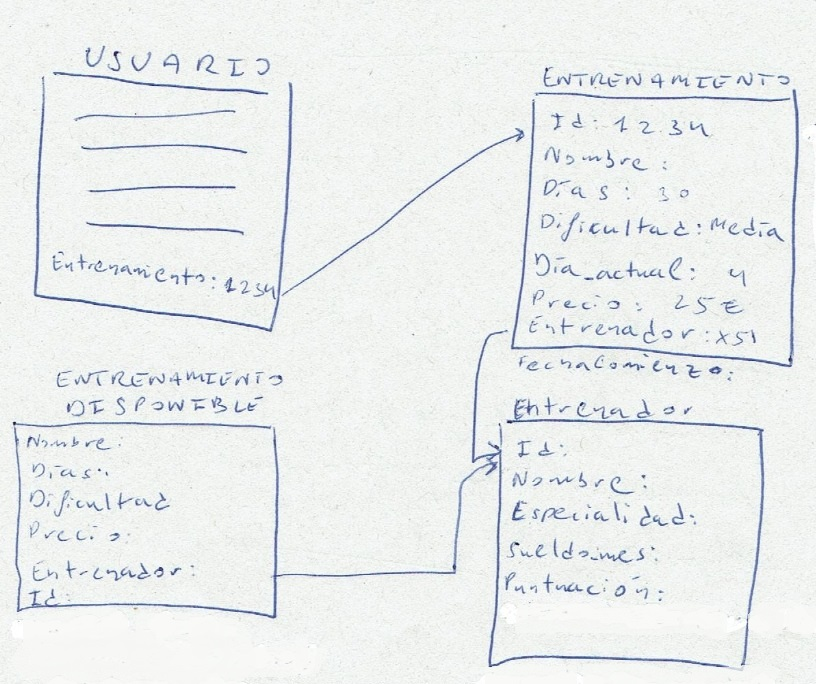 USUARIO
Entrenamiento: 1234
ENTRENAMIENTO
Id: 1234
Nombre:
Días: 30
Dificultad: Media
Día_actual: 4
Precio: 25€
Entrenador: X51
FechaComienzo:
ENTRENAMIENTO
DISPONIBLE
Nombre:
Días:
Dificultad
Precio:
Entrenador:
Id:
Entrenador
Id:
Nombre:
Especialidad:
Sueldo_mes:
Puntuación: